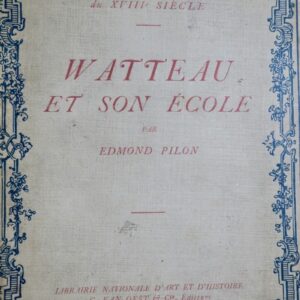 du XVIIIe SIÈCLE
WATTEAU
ET SON ÉCOLE
PAR
EDMOND PILON
LIBRAIRIE NATIONALE D'ART ET D'HISTOIRE